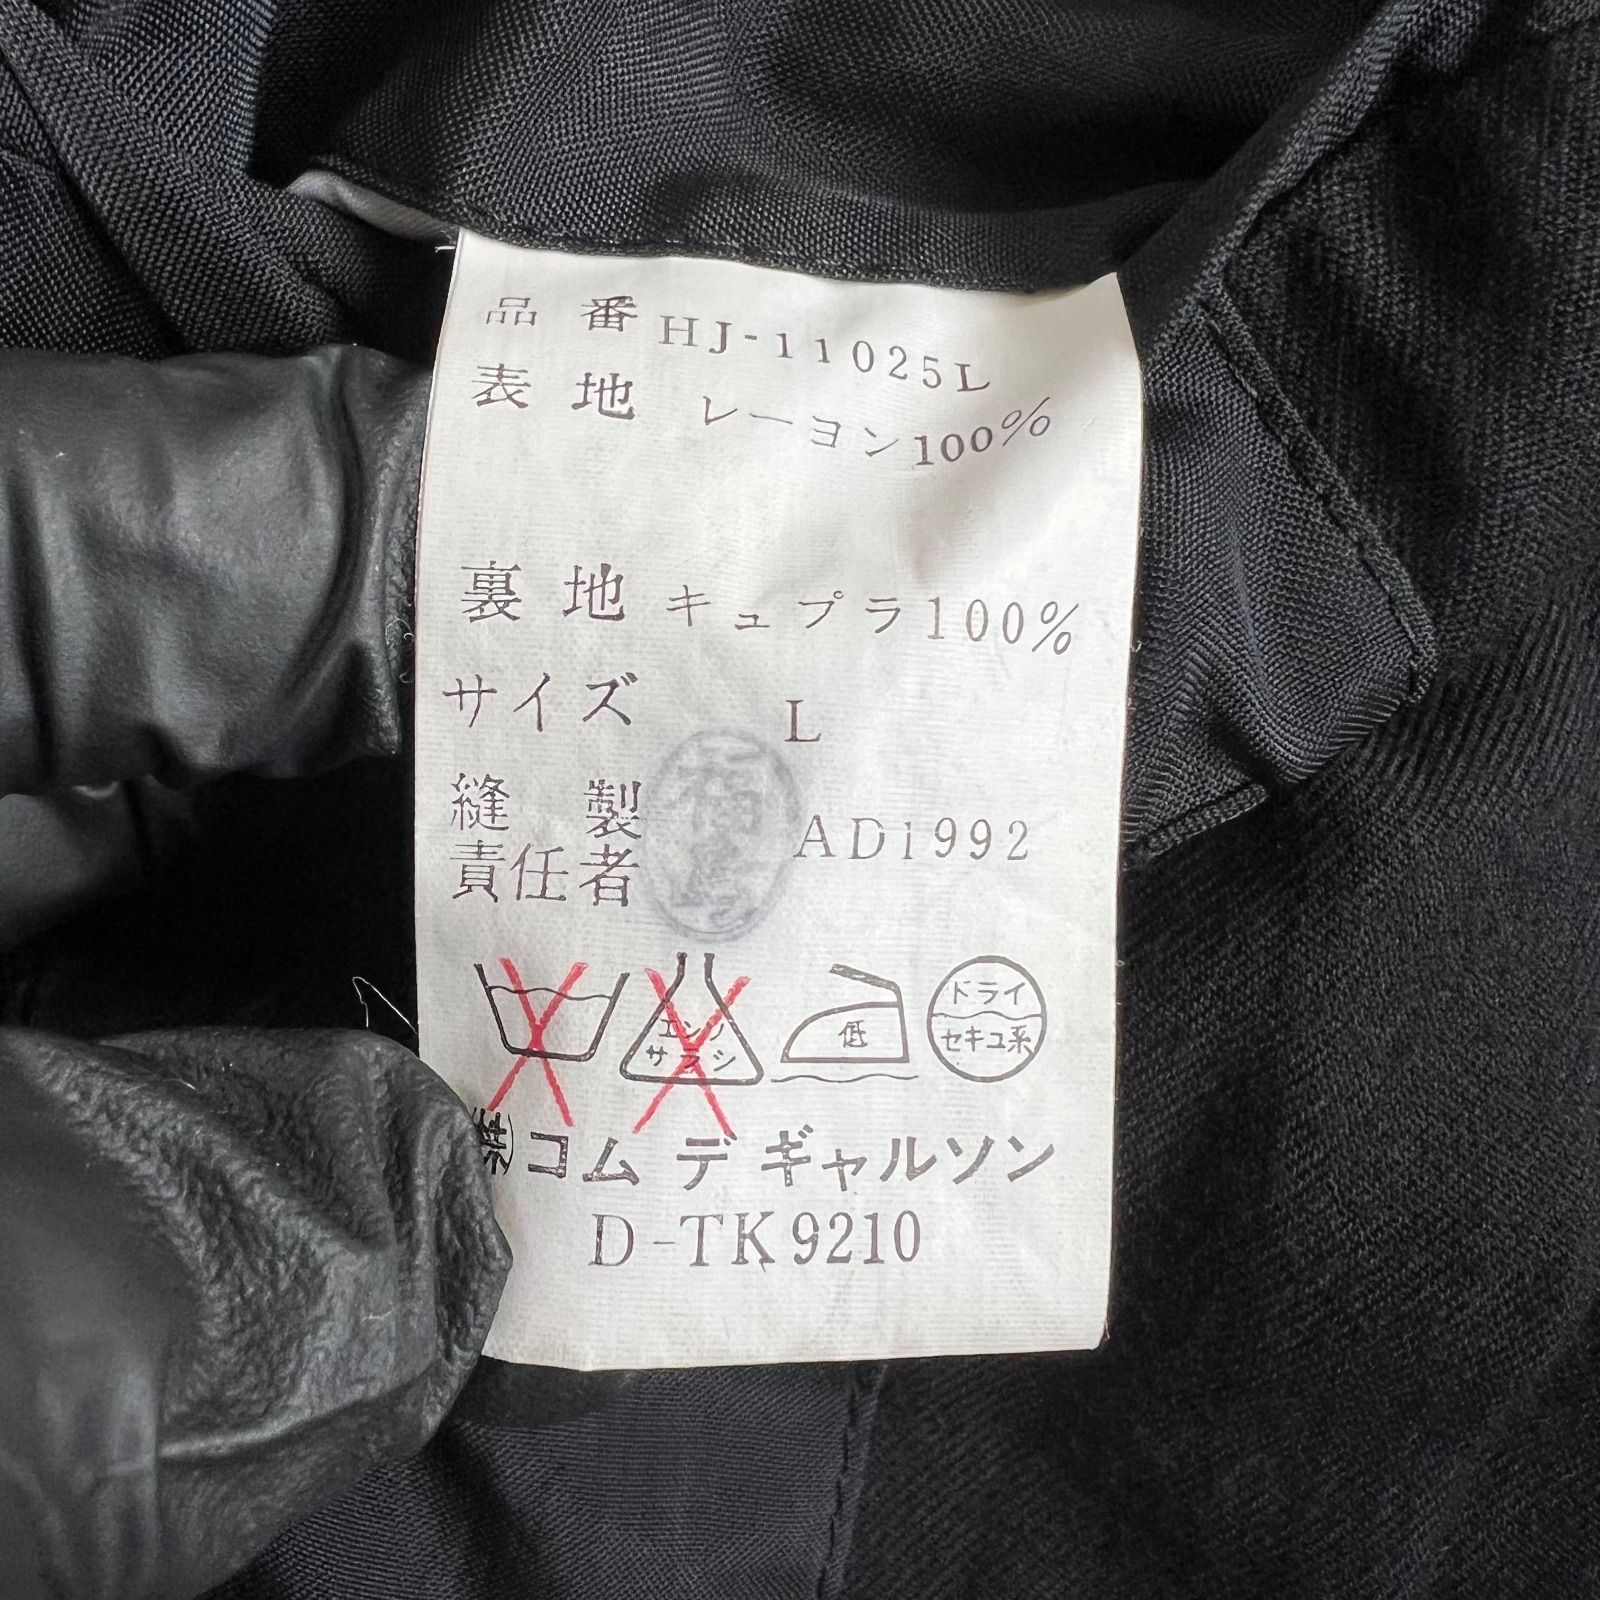 品番 HJ-11025L
表地 レーヨン100%
裏地 キュプラ100%
サイズ L
縫製
責任者 福島 AD1992
エンソ
サラシ
低
ドライ
セキユ系
㈱コム デ ギャルソン
D-TK9210